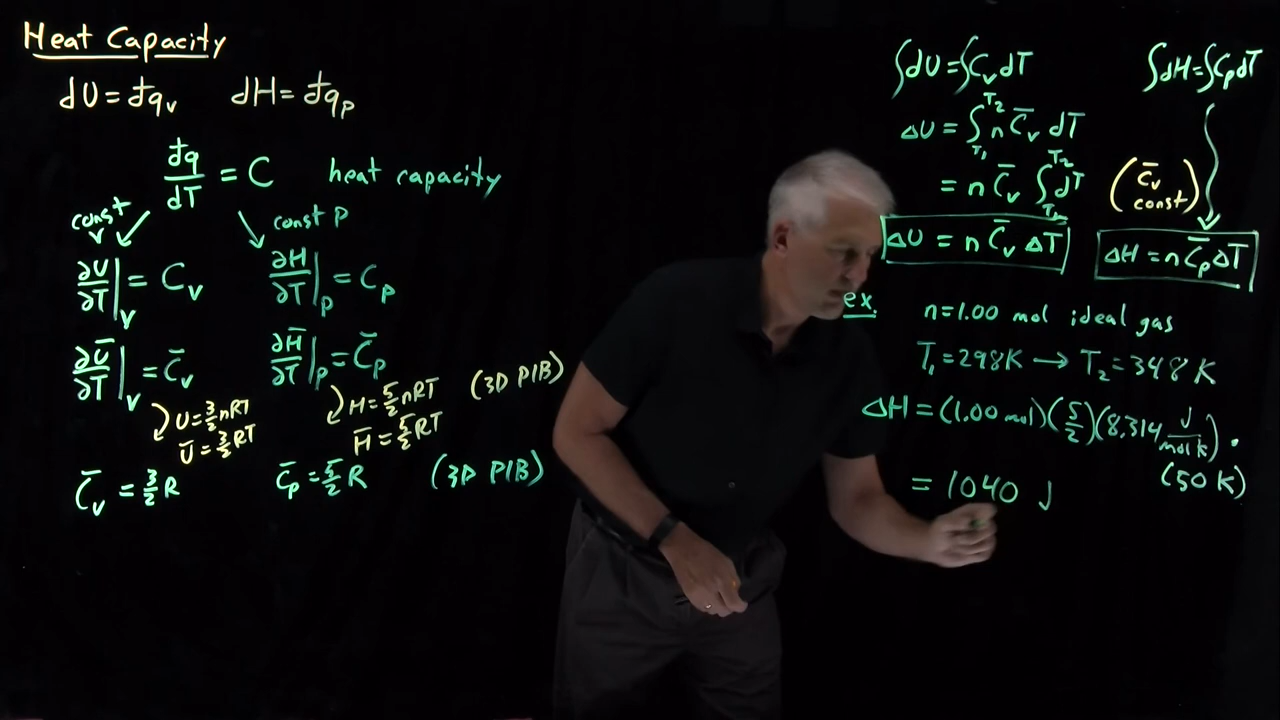 Heat Capacity
dU = đq_V dH = đq_P
đq/dT = C heat capacity
const V const P
∂U/∂T|_V = C_V ∂H/∂T|_P = C_P
∂Ū/∂T|_V = C̄_V ∂H̄/∂T|_P = C̄_P
U = 3/2 nRT H = 5/2 nRT (3D PIB)
Ū = 3/2 RT H̄ = 5/2 RT
C̄_V = 3/2 R C̄_P = 5/2 R (3D PIB)
∫dU = ∫C_V dT ∫dH = ∫C_P dT
ΔU = ∫_T₁^T₂ n C̄_V dT
= n C̄_V ∫_T₁^T₂ dT (C̄_V const)
ΔU = n C̄_V ΔT ΔH = n C̄_P ΔT
ex. n = 1.00 mol ideal gas
T₁ = 298 K → T₂ = 348 K
ΔH = (1.00 mol)(5/2)(8.314 J/mol K) ·
(50 K)
= 1040 J